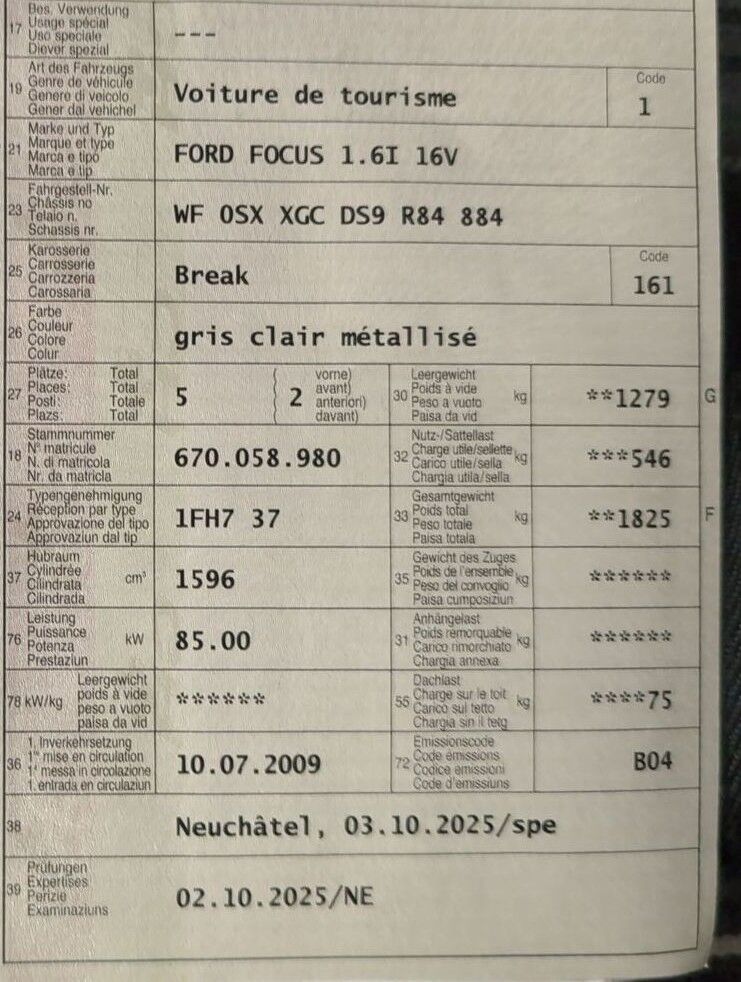 17 Bes. Verwendung
Usage spécial
Uso speciale
Diever spezial
---
19 Art des Fahrzeugs
Genre de véhicule
Genere di veicolo
Gener dal vehichel
Voiture de tourisme
Code
1
21 Marke und Typ
Marque et type
Marca e tipo
Marca e tip
FORD FOCUS 1.6I 16V
23 Fahrgestell-Nr.
Châssis no
Telaio n.
Schassis nr.
WF 0SX XGC DS9 R84 884
25 Karosserie
Carrosserie
Carrozzeria
Carossaria
Break
Code
161
26 Farbe
Couleur
Colore
Colur
gris clair métallisé
27 Plätze: Total
Places: Total
Posti: Totale
Plazs: Total
5
( 2 vorne)
avant)
anteriori)
( davant)
30 Leergewicht
Poids à vide
Peso a vuoto
Paisa da vid
kg
**1279
G
18 Stammnummer
N° matricule
N. di matricola
Nr. da matricla
670.058.980
32 Nutz-/Sattellast
Charge utile/sellette
Carico utile/sella
Chargia utila/sella
kg
***546
24 Typengenehmigung
Réception par type
Approvazione del tipo
Approvaziun dal tip
1FH7 37
33 Gesamtgewicht
Poids total
Peso totale
Paisa totala
kg
**1825
F
37 Hubraum
Cylindrée
Cilindrata
Cilindrada
cm³
1596
35 Gewicht des Zuges
Poids de l'ensemble
Peso del convoglio
Paisa cumposiziun
kg
******
76 Leistung
Puissance
Potenza
Prestaziun
kW
85.00
31 Anhängelast
Poids remorquable
Carico rimorchiato
Chargia annexa
kg
******
78 kW/kg
Leergewicht
poids à vide
peso a vuoto
paisa da vid
******
55 Dachlast
Charge sur le toit
Carico sul tetto
Chargia sin il tetg
kg
****75
36 1. Inverkehrsetzung
1re mise en circulation
1a messa in circolazione
1. entrada en circulaziun
10.07.2009
72 Emissionscode
Code émissions
Codice emissioni
Code d'emissiuns
B04
38
Neuchâtel, 03.10.2025/spe
39 Prüfungen
Expertises
Perizie
Examinaziuns
02.10.2025/NE